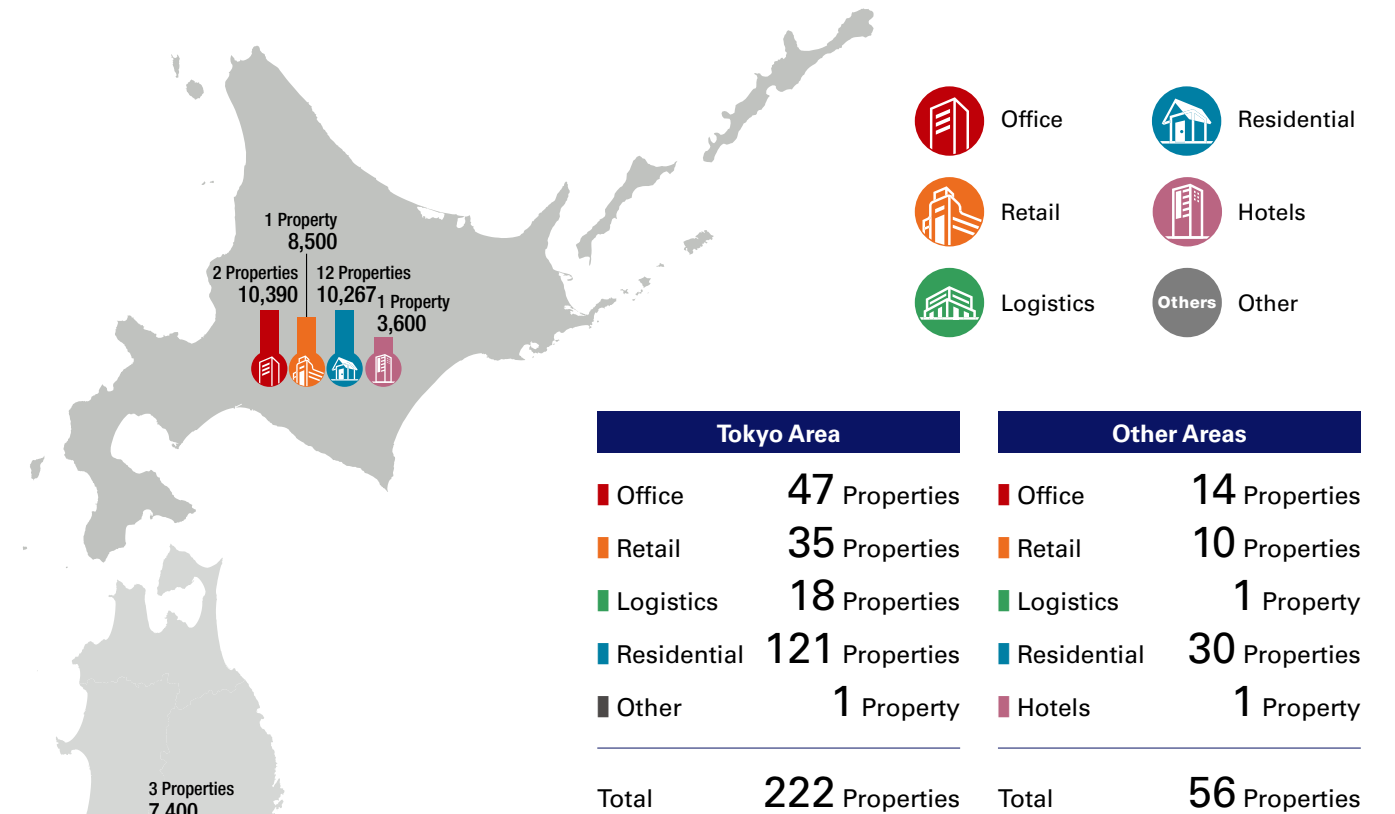 1 Property
8,500
2 Properties
10,390
12 Properties
10,267
1 Property
3,600
Office
Residential
Retail
Hotels
Logistics
Others
Other
Tokyo Area
Office 47 Properties
Retail 35 Properties
Logistics 18 Properties
Residential 121 Properties
Other 1 Property
Total 222 Properties
Other Areas
Office 14 Properties
Retail 10 Properties
Logistics 1 Property
Residential 30 Properties
Hotels 1 Property
Total 56 Properties
3 Properties
7,400